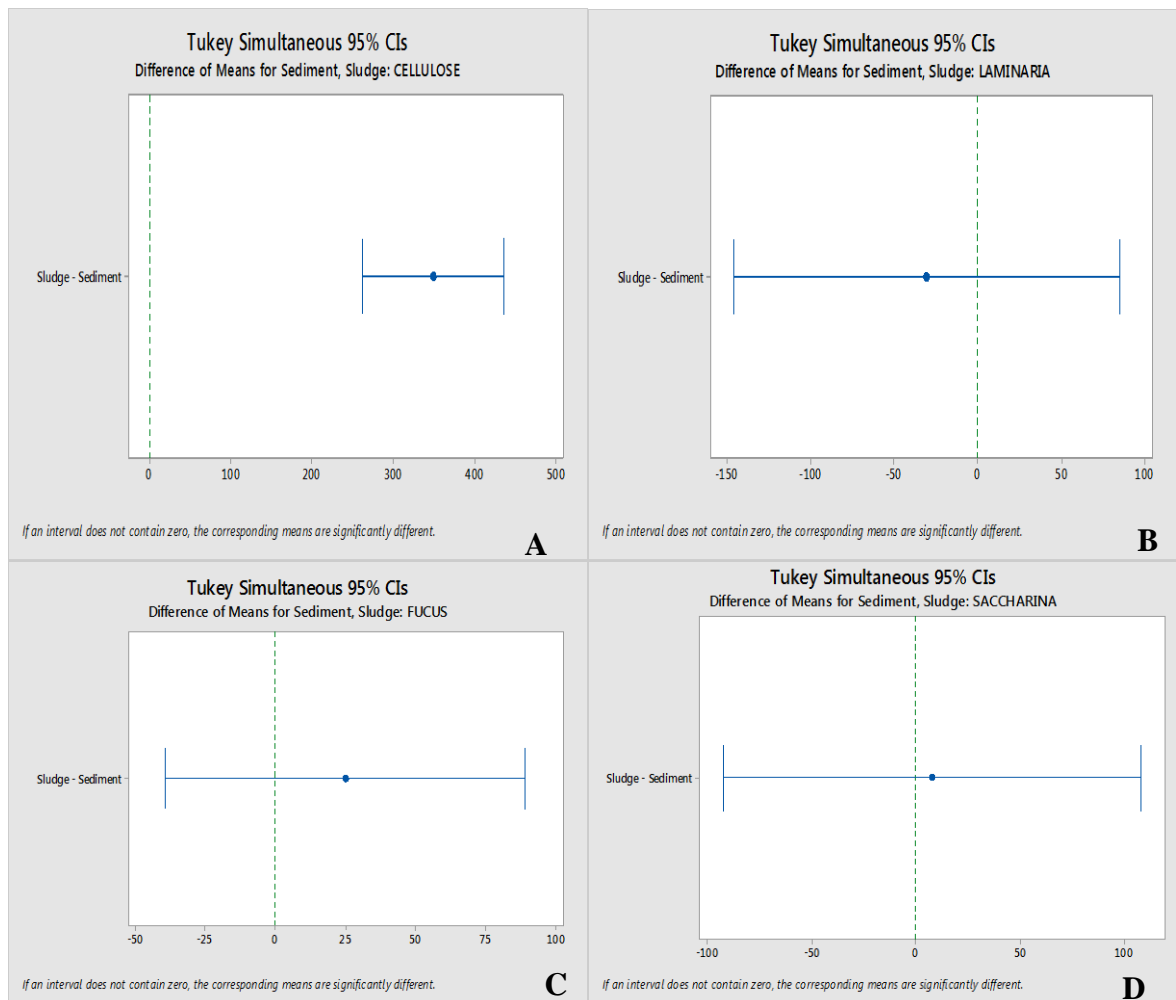 Tukey Simultaneous 95% CIs
Difference of Means for Sediment, Sludge: CELLULOSE
Sludge - Sediment
0 100 200 300 400 500
If an interval does not contain zero, the corresponding means are significantly different.
A
Tukey Simultaneous 95% CIs
Difference of Means for Sediment, Sludge: LAMINARIA
Sludge - Sediment
-150 -100 -50 0 50 100
If an interval does not contain zero, the corresponding means are significantly different.
B
Tukey Simultaneous 95% CIs
Difference of Means for Sediment, Sludge: FUCUS
Sludge - Sediment
-50 -25 0 25 50 75 100
If an interval does not contain zero, the corresponding means are significantly different.
C
Tukey Simultaneous 95% CIs
Difference of Means for Sediment, Sludge: SACCHARINA
Sludge - Sediment
-100 -50 0 50 100
If an interval does not contain zero, the corresponding means are significantly different.
D